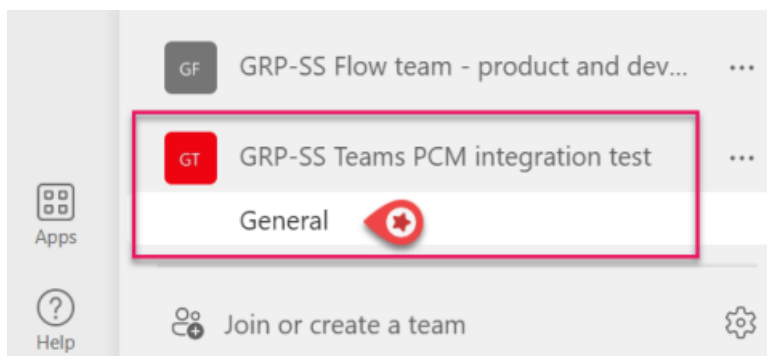 GF GRP-SS Flow team - product and dev... ...
GT GRP-SS Teams PCM integration test ...
General
Apps
Join or create a team
Help